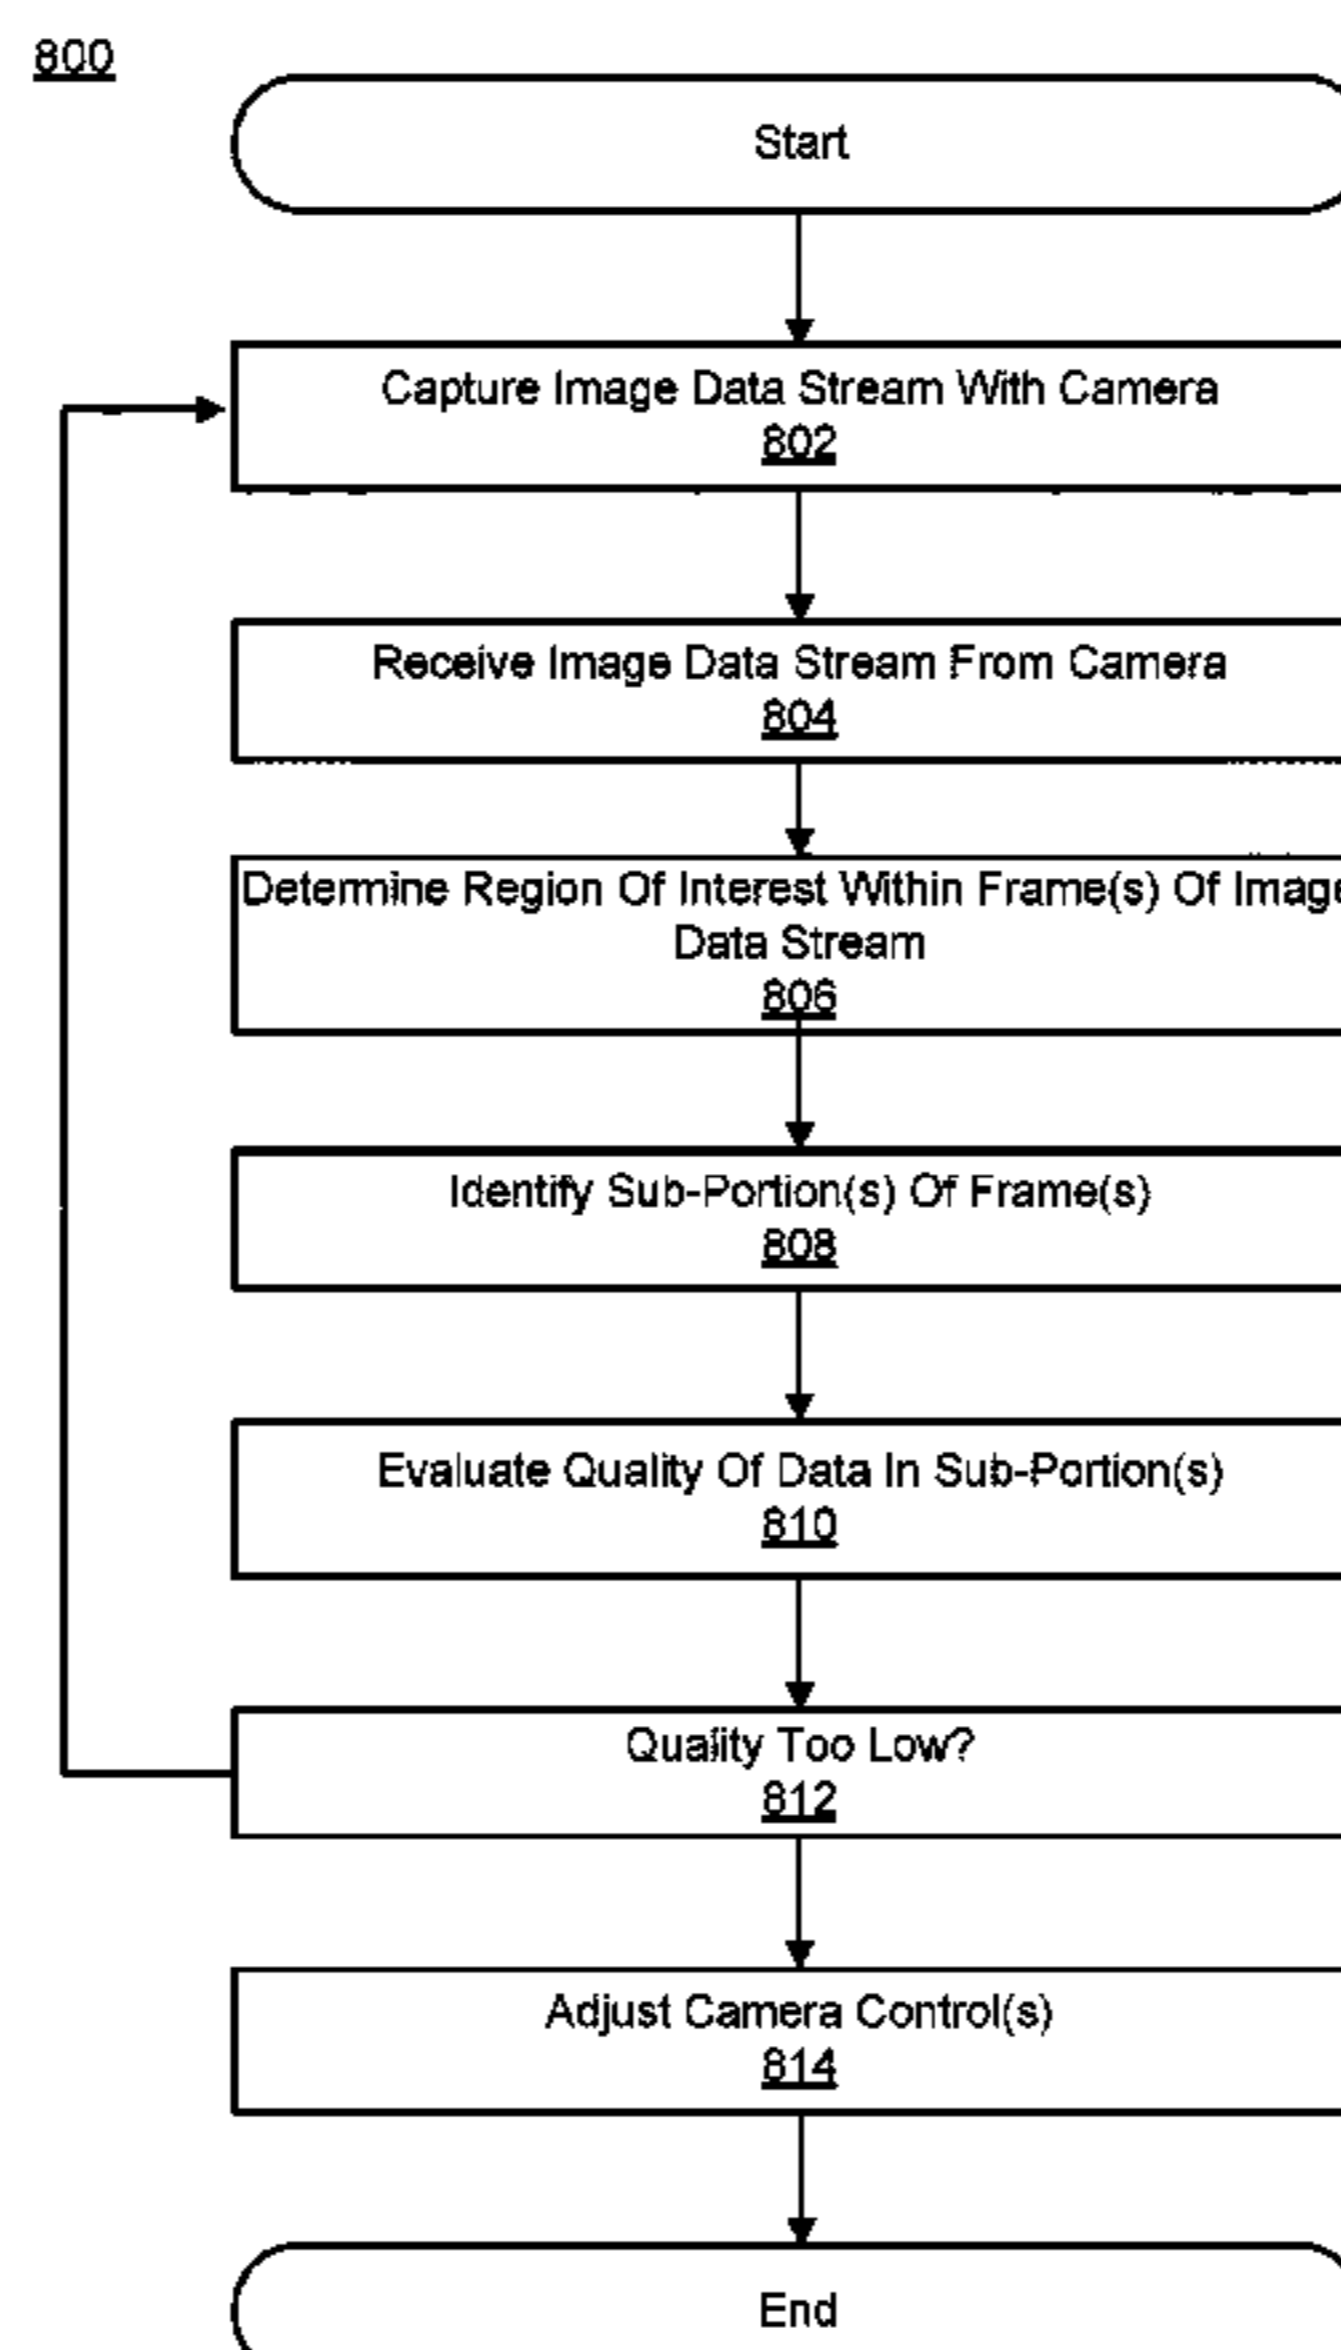 800
Start
Capture Image Data Stream With Camera
802
Receive Image Data Stream From Camera
804
Determine Region Of Interest Within Frame(s) Of Image
Data Stream
806
Identify Sub-Portion(s) Of Frame(s)
808
Evaluate Quality Of Data In Sub-Portion(s)
810
Quality Too Low?
812
Adjust Camera Control(s)
814
End